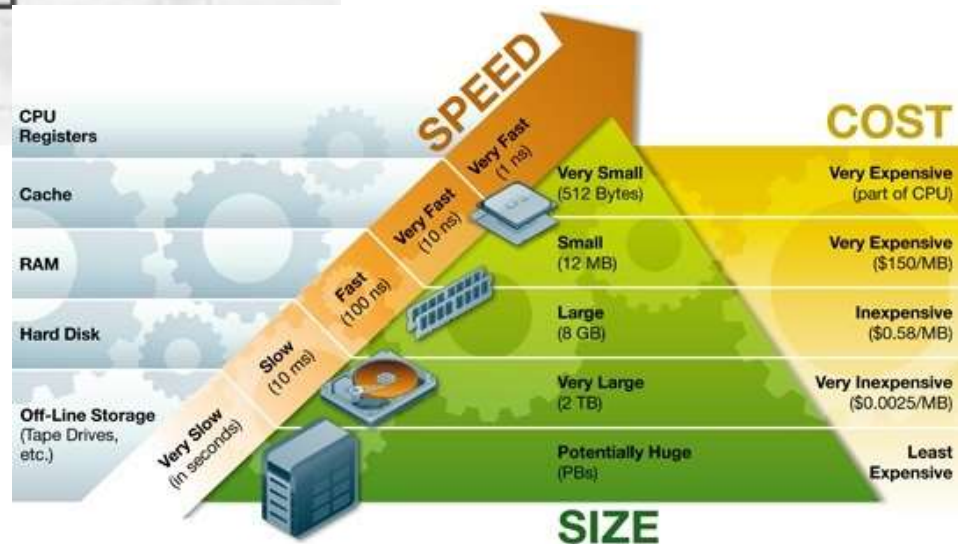 SPEED
COST
SIZE
CPU
Registers
Very Fast
(1 ns)
Very Small
(512 Bytes)
Very Expensive
(part of CPU)
Cache
Very Fast
(10 ns)
Small
(12 MB)
Very Expensive
($150/MB)
RAM
Fast
(100 ns)
Large
(8 GB)
Inexpensive
($0.58/MB)
Hard Disk
Slow
(10 ms)
Very Large
(2 TB)
Very Inexpensive
($0.0025/MB)
Off-Line Storage
(Tape Drives,
etc.)
Very Slow
(in seconds)
Potentially Huge
(PBs)
Least
Expensive